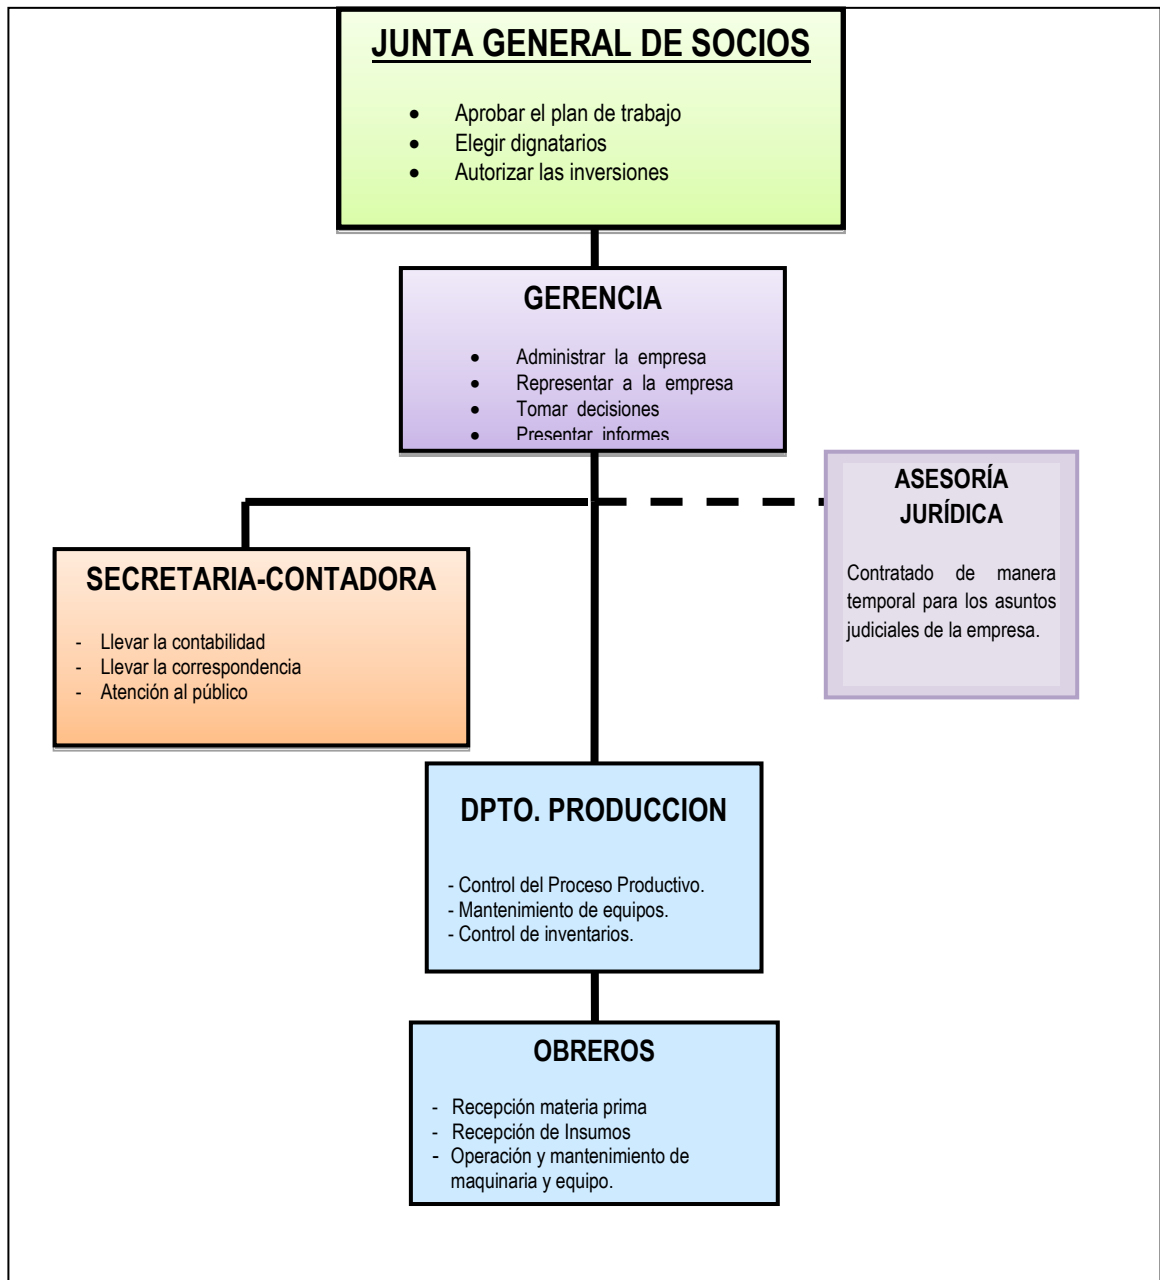 JUNTA GENERAL DE SOCIOS
• Aprobar el plan de trabajo
• Elegir dignatarios
• Autorizar las inversiones
GERENCIA
• Administrar la empresa
• Representar a la empresa
• Tomar decisiones
• Presentar informes
ASESORÍA
JURÍDICA
Contratado de manera
temporal para los asuntos
judiciales de la empresa.
SECRETARIA-CONTADORA
- Llevar la contabilidad
- Llevar la correspondencia
- Atención al público
DPTO. PRODUCCION
- Control del Proceso Productivo.
- Mantenimiento de equipos.
- Control de inventarios.
OBREROS
- Recepción materia prima
- Recepción de Insumos
- Operación y mantenimiento de
maquinaria y equipo.